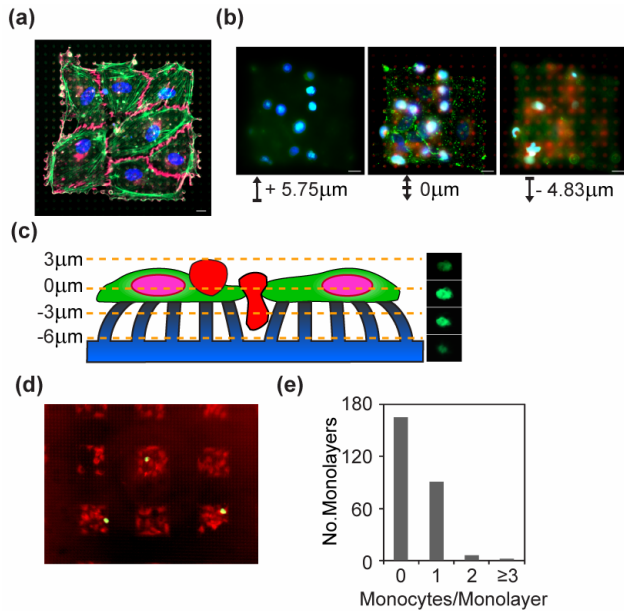 (a)
(b)
+ 5.75μm
0μm
- 4.83μm
(c)
3μm
0μm
-3μm
-6μm
(d)
(e)
180
120
60
0
No.Monolayers
0 1 2 ≥3
Monocytes/Monolayer